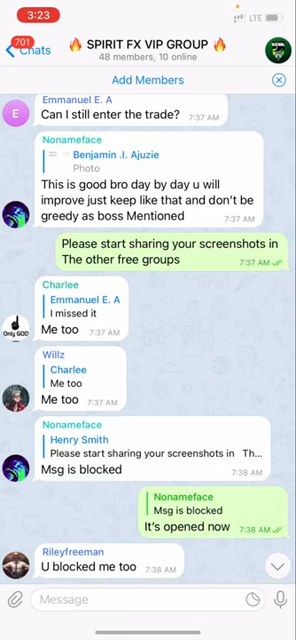 3:23
LTE
701
Chats
🔥 SPIRIT FX VIP GROUP 🔥
48 members, 10 online
Add Members
Emmanuel E. A
E
Can I still enter the trade? 7:37 AM
Nonameface
Benjamin .I. Ajuzie
Photo
This is good bro day by day u will
improve just keep like that and don't be
greedy as boss Mentioned 7:37 AM
Please start sharing your screenshots in
The other free groups 7:37 AM
Charlee
Emmanuel E. A
I missed it
Only GOD
Me too 7:37 AM
Willz
Charlee
Me too
Me too 7:37 AM
Nonameface
Henry Smith
Please start sharing your screenshots in Th...
Msg is blocked 7:38 AM
Nonameface
Msg is blocked
It's opened now 7:38 AM
Rileyfreeman
U blocked me too 7:38 AM
Message